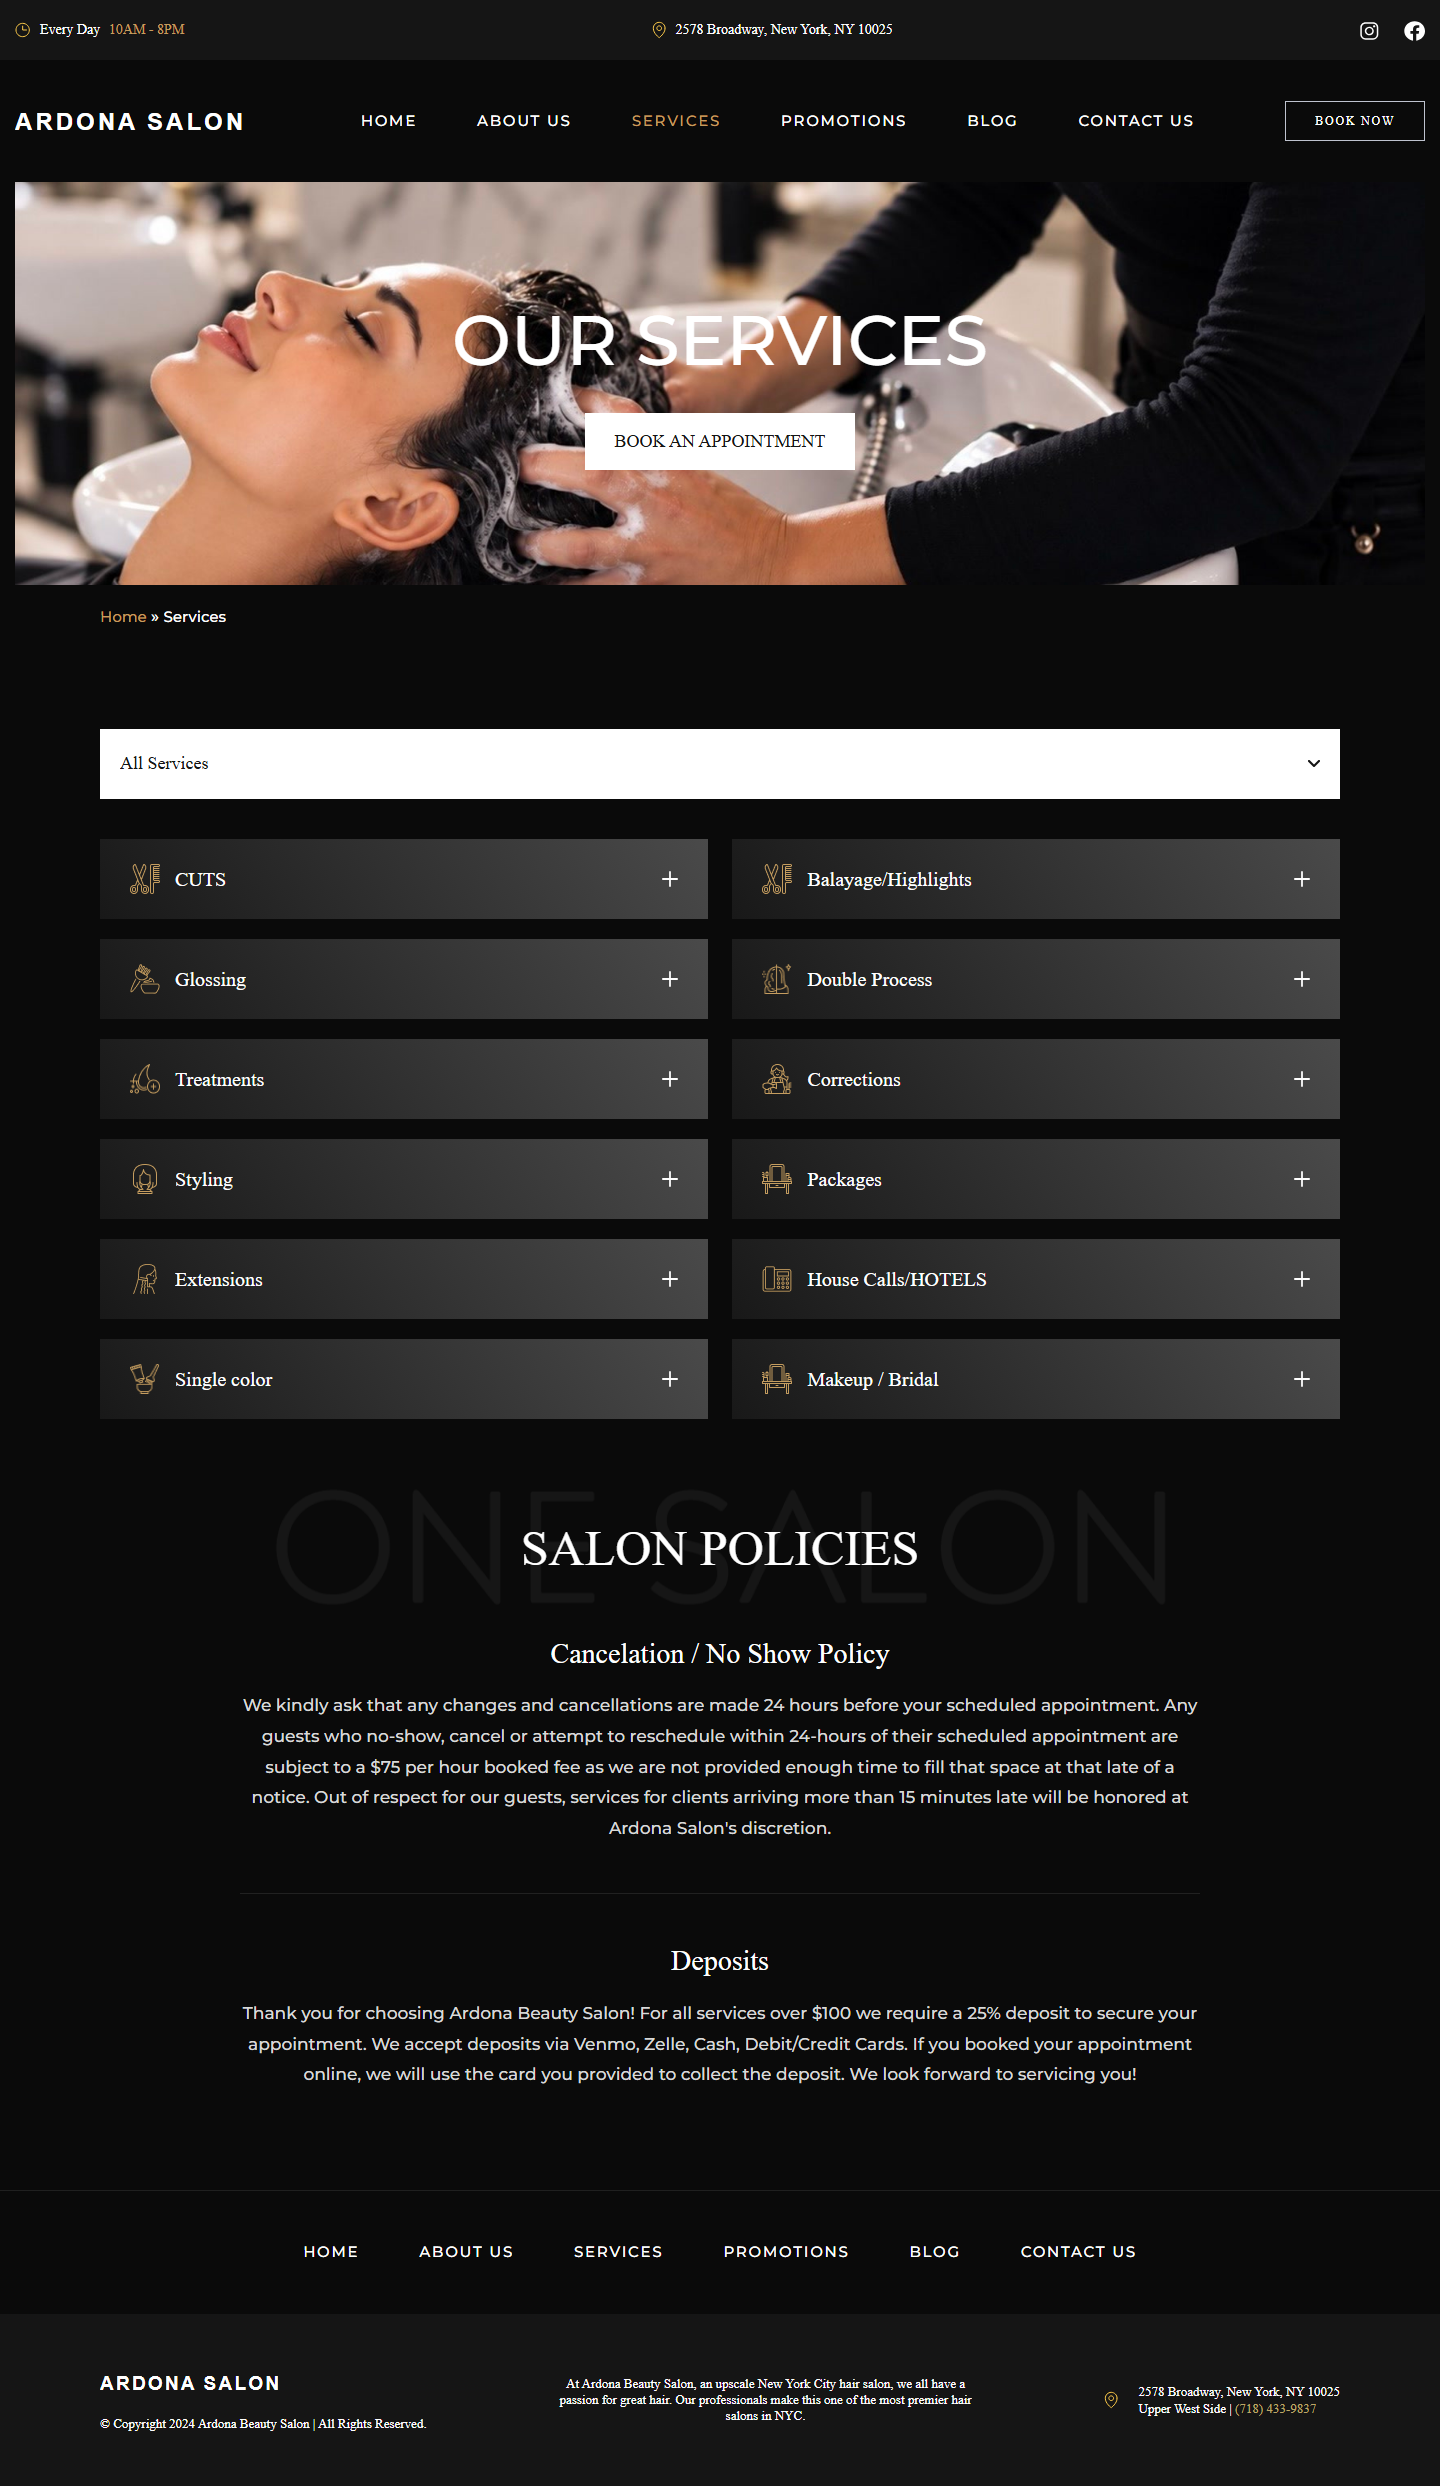 Every Day 10AM - 8PM
2578 Broadway, New York, NY 10025
ARDONA SALON
HOME
ABOUT US
SERVICES
PROMOTIONS
BLOG
CONTACT US
BOOK NOW
OUR SERVICES
BOOK AN APPOINTMENT
Home » Services
All Services
CUTS
Balayage/Highlights
Glossing
Double Process
Treatments
Corrections
Styling
Packages
Extensions
House Calls/HOTELS
Single color
Makeup / Bridal
ONE SALON
SALON POLICIES
Cancelation / No Show Policy
We kindly ask that any changes and cancellations are made 24 hours before your scheduled appointment. Any
guests who no-show, cancel or attempt to reschedule within 24-hours of their scheduled appointment are
subject to a $75 per hour booked fee as we are not provided enough time to fill that space at that late of a
notice. Out of respect for our guests, services for clients arriving more than 15 minutes late will be honored at
Ardona Salon's discretion.
Deposits
Thank you for choosing Ardona Beauty Salon! For all services over $100 we require a 25% deposit to secure your
appointment. We accept deposits via Venmo, Zelle, Cash, Debit/Credit Cards. If you booked your appointment
online, we will use the card you provided to collect the deposit. We look forward to servicing you!
HOME
ABOUT US
SERVICES
PROMOTIONS
BLOG
CONTACT US
ARDONA SALON
© Copyright 2024 Ardona Beauty Salon | All Rights Reserved.
At Ardona Beauty Salon, an upscale New York City hair salon, we all have a
passion for great hair. Our professionals make this one of the most premier hair
salons in NYC.
2578 Broadway, New York, NY 10025
Upper West Side | (718) 433-9837